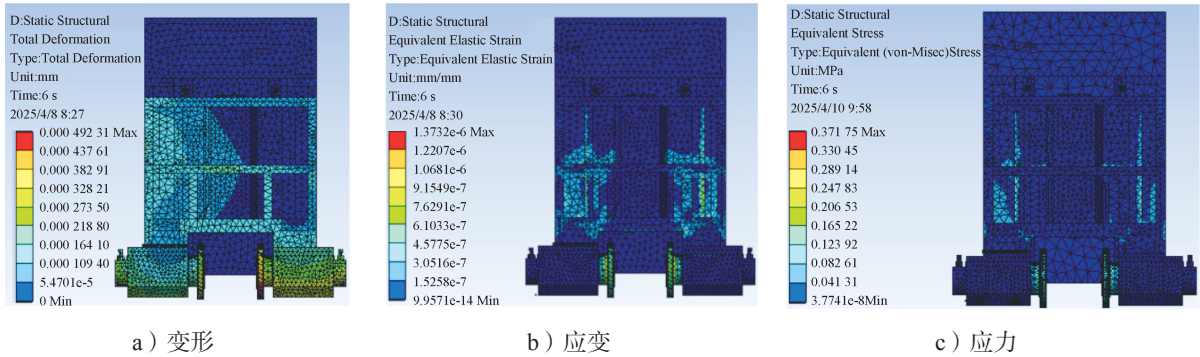 D:Static Structural
Total Deformation
Type:Total Deformation
Unit:mm
Time:6 s
2025/4/8 8:27
0.000 492 31 Max
0.000 437 61
0.000 382 91
0.000 328 21
0.000 273 50
0.000 218 80
0.000 164 10
0.000 109 40
5.4701e-5
0 Min
a）变形
D:Static Structural
Equivalent Elastic Strain
Type:Equivalent Elastic Strain
Unit:mm/mm
Time:6 s
2025/4/8 8:30
1.3732e-6 Max
1.2207e-6
1.0681e-6
9.1549e-7
7.6291e-7
6.1033e-7
4.5775e-7
3.0516e-7
1.5258e-7
9.9571e-14 Min
b）应变
D:Static Structural
Equivalent Stress
Type:Equivalent (von-Misec)Stress
Unit:MPa
Time:6 s
2025/4/10 9:58
0.371 75 Max
0.330 45
0.289 14
0.247 83
0.206 53
0.165 22
0.123 92
0.082 61
0.041 31
3.7741e-8Min
c）应力